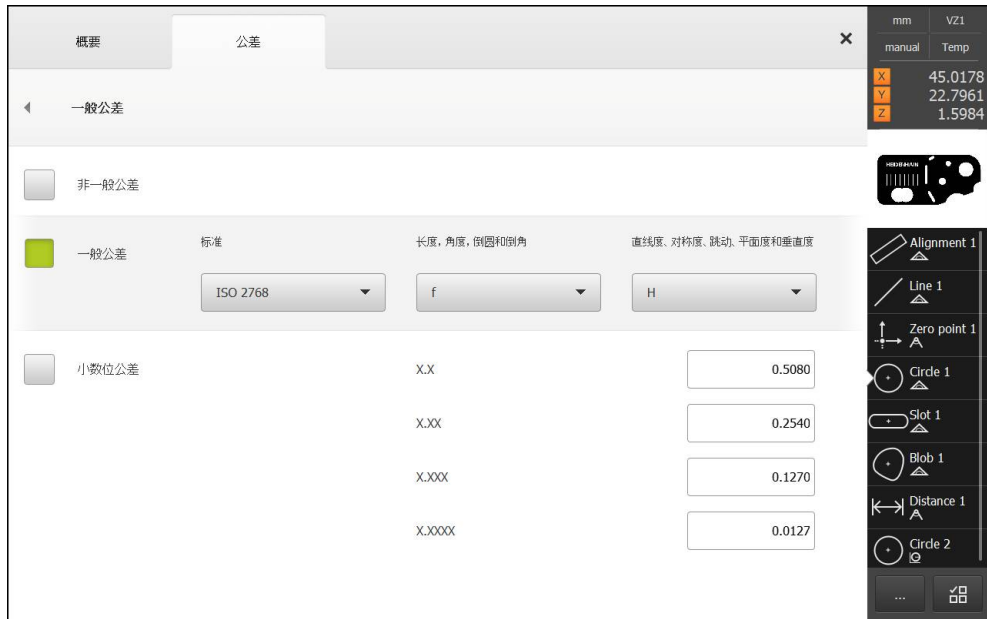 概要
公差
×
一般公差
非一般公差
一般公差
标准
长度，角度，倒圆和倒角
直线度、对称度、跳动、平面度和垂直度
ISO 2768
f
H
小数位公差
X.X
0.5080
X.XX
0.2540
X.XXX
0.1270
X.XXXX
0.0127
mm VZ1
manual Temp
X 45.0178
Y 22.7961
Z 1.5984
HEIDENHAIN
Alignment 1
Line 1
Zero point 1
Circle 1
Slot 1
Blob 1
Distance 1
Circle 2
...